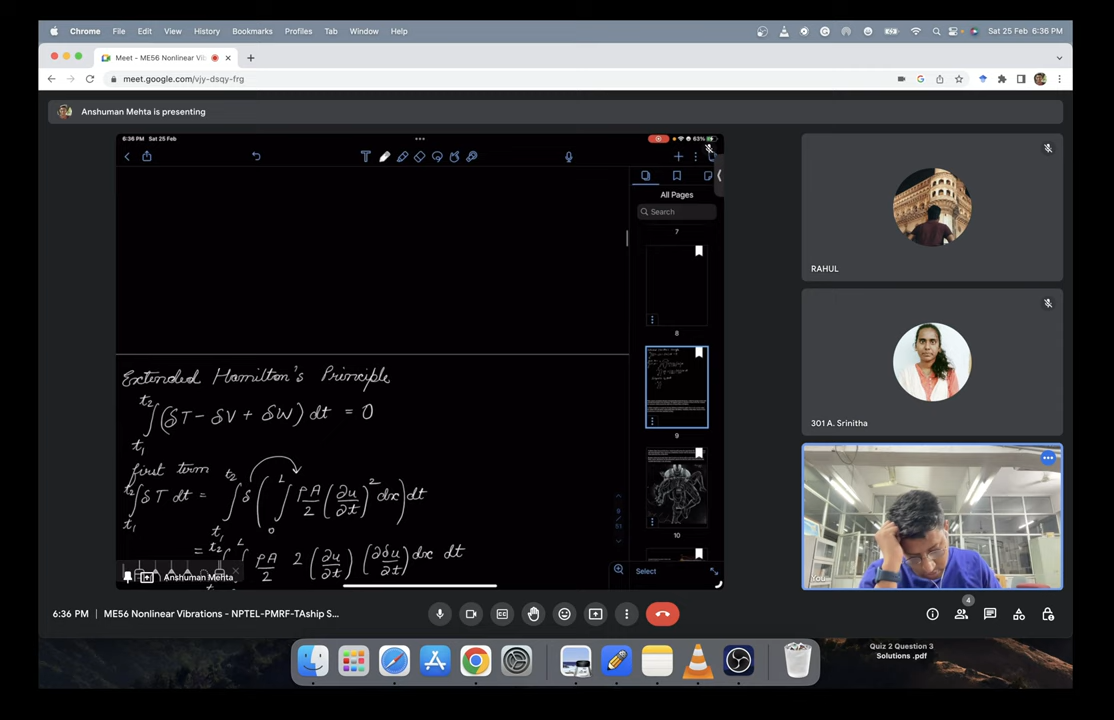 Chrome File Edit View History Bookmarks Profiles Tab Window Help Sat 25 Feb 6:36 PM
Meet - ME56 Nonlinear Vib
meet.google.com/vjy-dsqy-frg
Anshuman Mehta is presenting
6:36 PM Sat 25 Feb 63%
All Pages
Search
7
8
9
10
Extended Hamilton's Principle
∫_{t₁}^{t₂} (δT - δV + δW) dt = 0
first term
∫_{t₁}^{t₂} δT dt = ∫_{t₁}^{t₂} δ ( ∫_0^L ρA/2 (∂u/∂t)² dx ) dt
= ∫^{t₂} ∫^L ρA/2 2 (∂u/∂t) (∂δu/∂t) dx dt
9
/
51
Select
Anshuman Mehta
RAHUL
301 A. Srinitha
You
6:36 PM | ME56 Nonlinear Vibrations - NPTEL-PMRF-TAship S...
4
Quiz 2 Question 3
Solutions .pdf